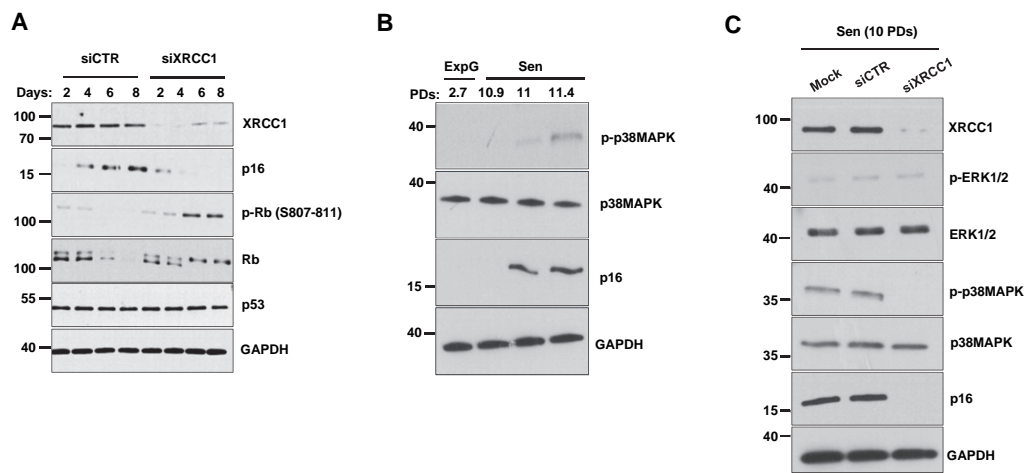 A
siCTR siXRCC1
Days: 2 4 6 8 2 4 6 8
100
70
XRCC1
15
p16
100
p-Rb (S807-811)
100
Rb
55
p53
40
GAPDH
B
ExpG Sen
PDs: 2.7 10.9 11 11.4
40
p-p38MAPK
40
p38MAPK
15
p16
40
GAPDH
C
Sen (10 PDs)
Mock siCTR siXRCC1
100
XRCC1
40
p-ERK1/2
40
ERK1/2
35
p-p38MAPK
35
p38MAPK
15
p16
40
GAPDH